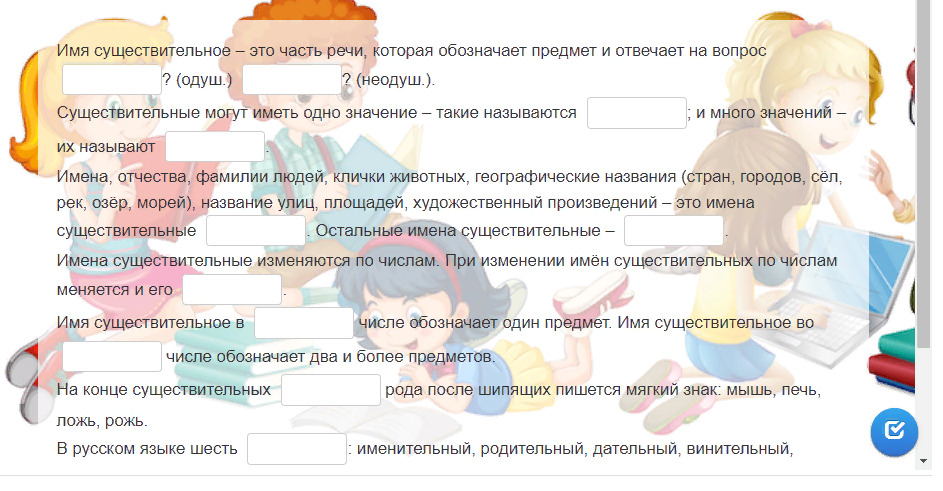 Имя существительное – это часть речи, которая обозначает предмет и отвечает на вопрос
? (одуш.) ? (неодуш.).
Существительные могут иметь одно значение – такие называются ; и много значений –
их называют .
Имена, отчества, фамилии людей, клички животных, географические названия (стран, городов, сёл,
рек, озёр, морей), название улиц, площадей, художественный произведений – это имена
существительные . Остальные имена существительные – .
Имена существительные изменяются по числам. При изменении имён существительных по числам
меняется и его .
Имя существительное в числе обозначает один предмет. Имя существительное во
числе обозначает два и более предметов.
На конце существительных рода после шипящих пишется мягкий знак: мышь, печь,
ложь, рожь.
В русском языке шесть : именительный, родительный, дательный, винительный,